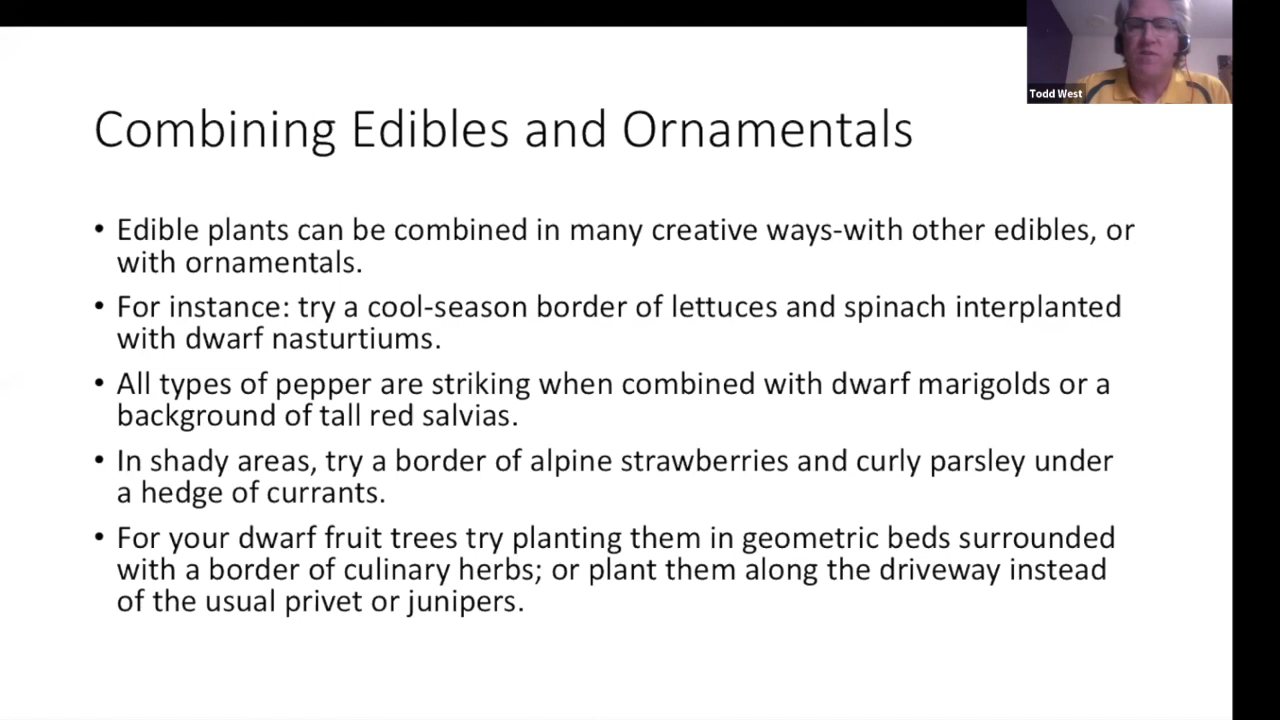 Todd West
Combining Edibles and Ornamentals
• Edible plants can be combined in many creative ways-with other edibles, or
with ornamentals.
• For instance: try a cool-season border of lettuces and spinach interplanted
with dwarf nasturtiums.
• All types of pepper are striking when combined with dwarf marigolds or a
background of tall red salvias.
• In shady areas, try a border of alpine strawberries and curly parsley under
a hedge of currants.
• For your dwarf fruit trees try planting them in geometric beds surrounded
with a border of culinary herbs; or plant them along the driveway instead
of the usual privet or junipers.